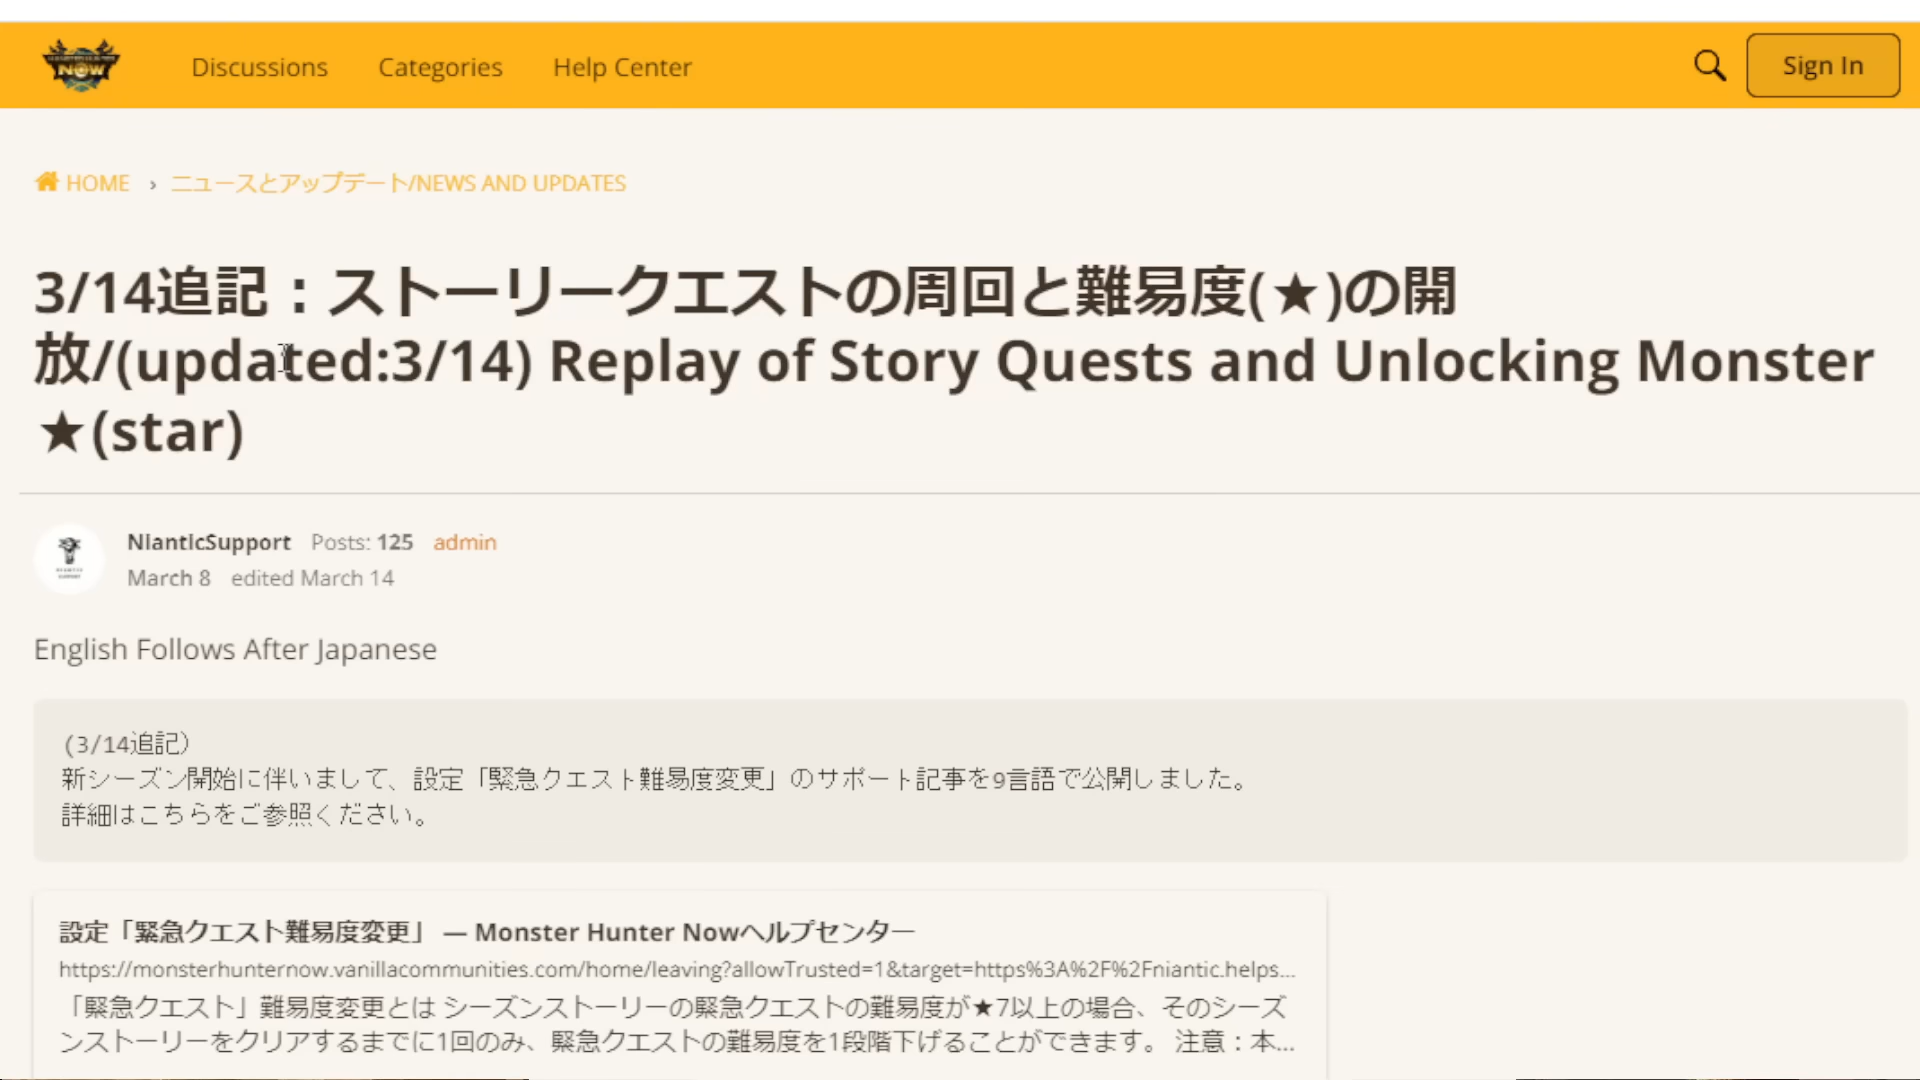 NOW Discussions Categories Help Center Sign In
HOME › ニュースとアップデート/NEWS AND UPDATES
3/14追記：ストーリークエストの周回と難易度(★)の開
放/(updated:3/14) Replay of Story Quests and Unlocking Monster
★(star)
NianticSupport Posts: 125 admin
March 8 edited March 14
English Follows After Japanese
(3/14追記)
新シーズン開始に伴いまして、設定「緊急クエスト難易度変更」のサポート記事を9言語で公開しました。
詳細はこちらをご参照ください。
設定「緊急クエスト難易度変更」 — Monster Hunter Nowヘルプセンター
https://monsterhunternow.vanillacommunities.com/home/leaving?allowTrusted=1&target=https%3A%2F%2Fniantic.helps...
「緊急クエスト」難易度変更とは シーズンストーリーの緊急クエストの難易度が★7以上の場合、そのシーズ
ンストーリーをクリアするまでに1回のみ、緊急クエストの難易度を1段階下げることができます。 注意：本...